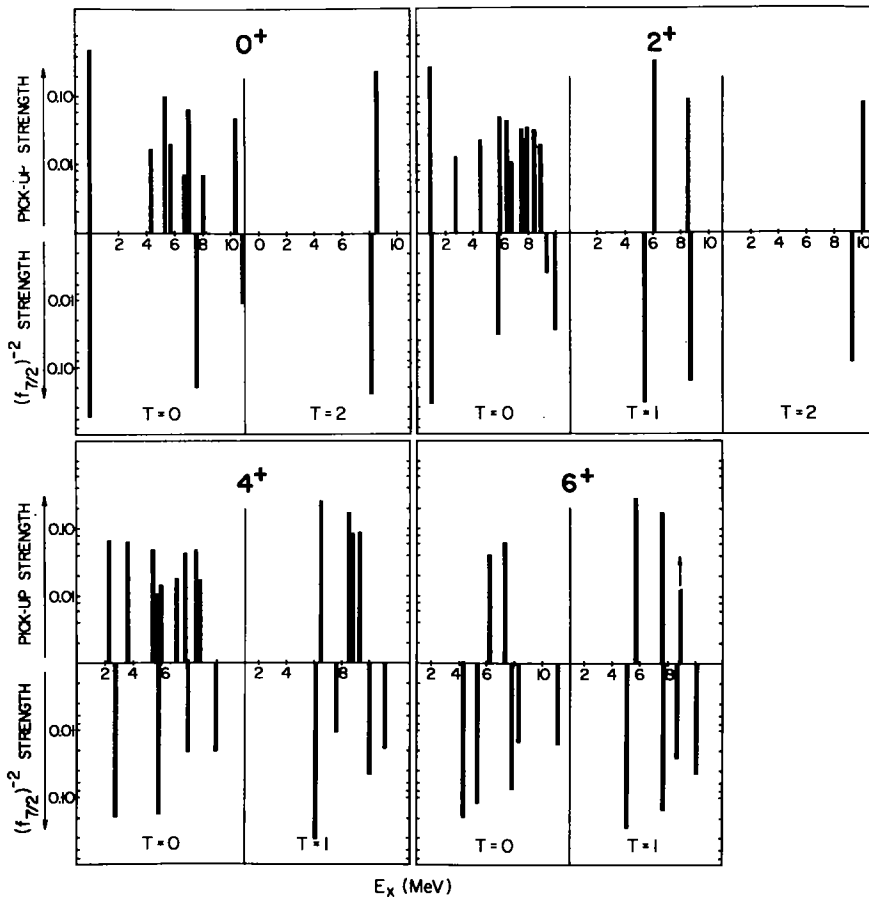 0+ 2+
PICK-UP STRENGTH
0.10
0.01
2 4 6 8 10 0 2 4 6 8 10
2 4 6 8 10 2 4 6 8 10 2 4 6 8 10
(f7/2)-2 STRENGTH
0.01
0.10
T=0 T=2 T=0 T=1 T=2
4+ 6+
PICK-UP STRENGTH
0.10
0.01
2 4 6 2 4 8
2 4 6 10 2 4 8 10
(f7/2)-2 STRENGTH
0.01
0.10
T=0 T=1 T=0 T=1
Ex (MeV)